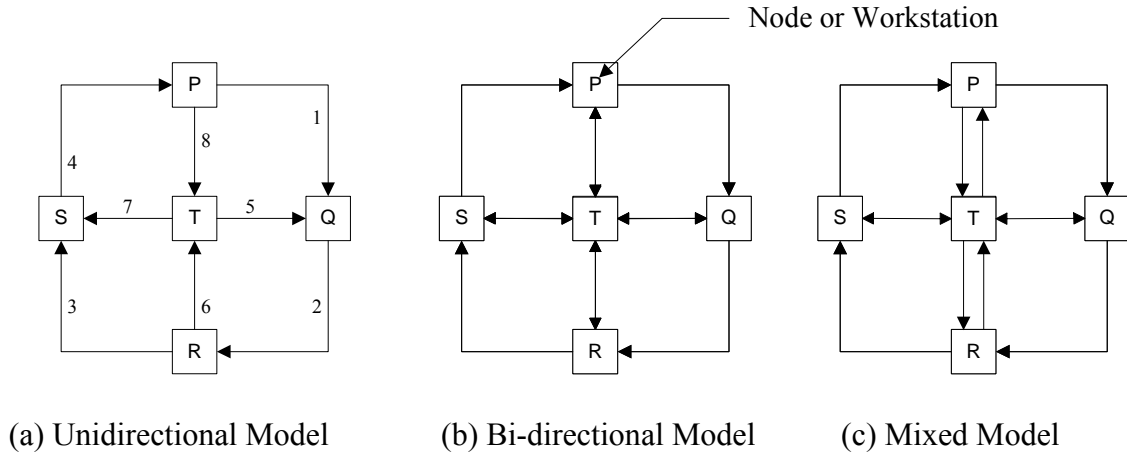 Node or Workstation
P
1
8
4
S
7
T
5
Q
3
6
2
R
P
S
T
Q
R
P
S
T
Q
R
(a) Unidirectional Model
(b) Bi-directional Model
(c) Mixed Model